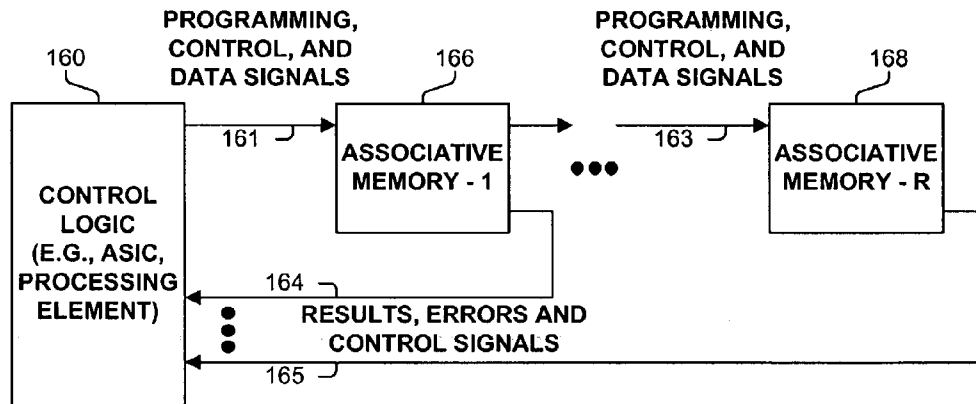 PROGRAMMING,
CONTROL, AND
DATA SIGNALS
PROGRAMMING,
CONTROL, AND
DATA SIGNALS
160
166
168
161
163
ASSOCIATIVE
MEMORY - 1
ASSOCIATIVE
MEMORY - R
CONTROL
LOGIC
(E.G., ASIC,
PROCESSING
ELEMENT)
164
RESULTS, ERRORS AND
CONTROL SIGNALS
165